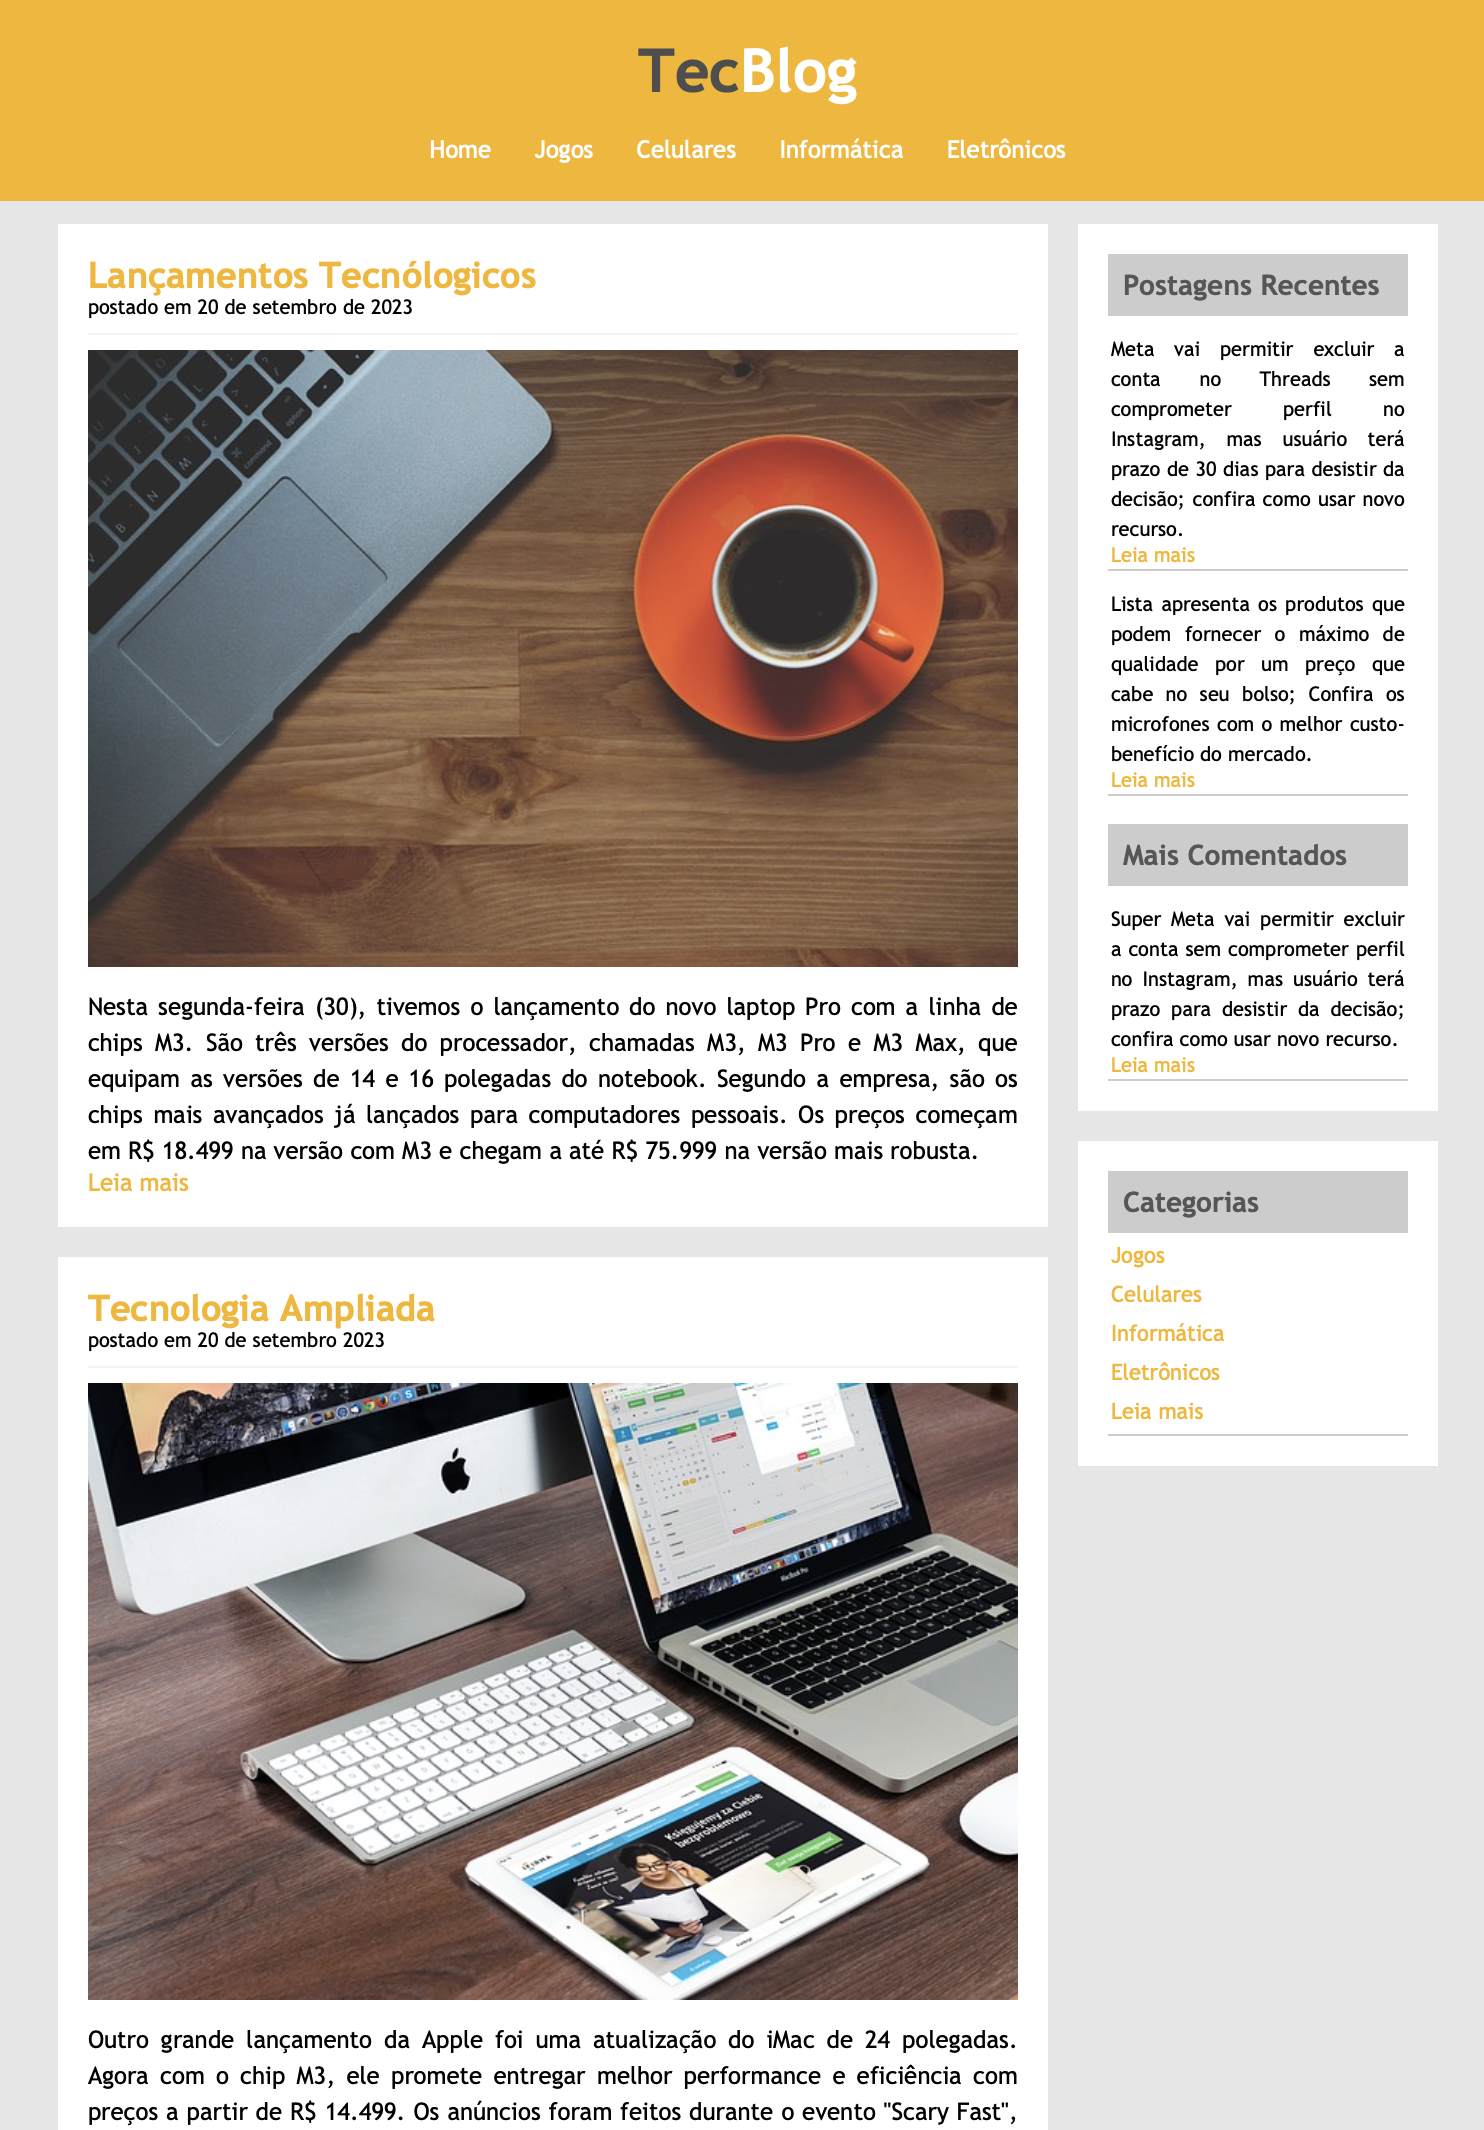 TecBlog
Home Jogos Celulares Informática Eletrônicos
Lançamentos Tecnólogicos
postado em 20 de setembro de 2023
command
option
Nesta segunda-feira (30), tivemos o lançamento do novo laptop Pro com a linha de
chips M3. São três versões do processador, chamadas M3, M3 Pro e M3 Max, que
equipam as versões de 14 e 16 polegadas do notebook. Segundo a empresa, são os
chips mais avançados já lançados para computadores pessoais. Os preços começam
em R$ 18.499 na versão com M3 e chegam a até R$ 75.999 na versão mais robusta.
Leia mais
Tecnologia Ampliada
postado em 20 de setembro 2023
MacBook Pro
Księgujemy za Ciebie
bezproblemowo
Outro grande lançamento da Apple foi uma atualização do iMac de 24 polegadas.
Agora com o chip M3, ele promete entregar melhor performance e eficiência com
preços a partir de R$ 14.499. Os anúncios foram feitos durante o evento "Scary Fast",
Postagens Recentes
Meta vai permitir excluir a
conta no Threads sem
comprometer perfil no
Instagram, mas usuário terá
prazo de 30 dias para desistir da
decisão; confira como usar novo
recurso.
Leia mais
Lista apresenta os produtos que
podem fornecer o máximo de
qualidade por um preço que
cabe no seu bolso; Confira os
microfones com o melhor custo-
benefício do mercado.
Leia mais
Mais Comentados
Super Meta vai permitir excluir
a conta sem comprometer perfil
no Instagram, mas usuário terá
prazo para desistir da decisão;
confira como usar novo recurso.
Leia mais
Categorias
Jogos
Celulares
Informática
Eletrônicos
Leia mais